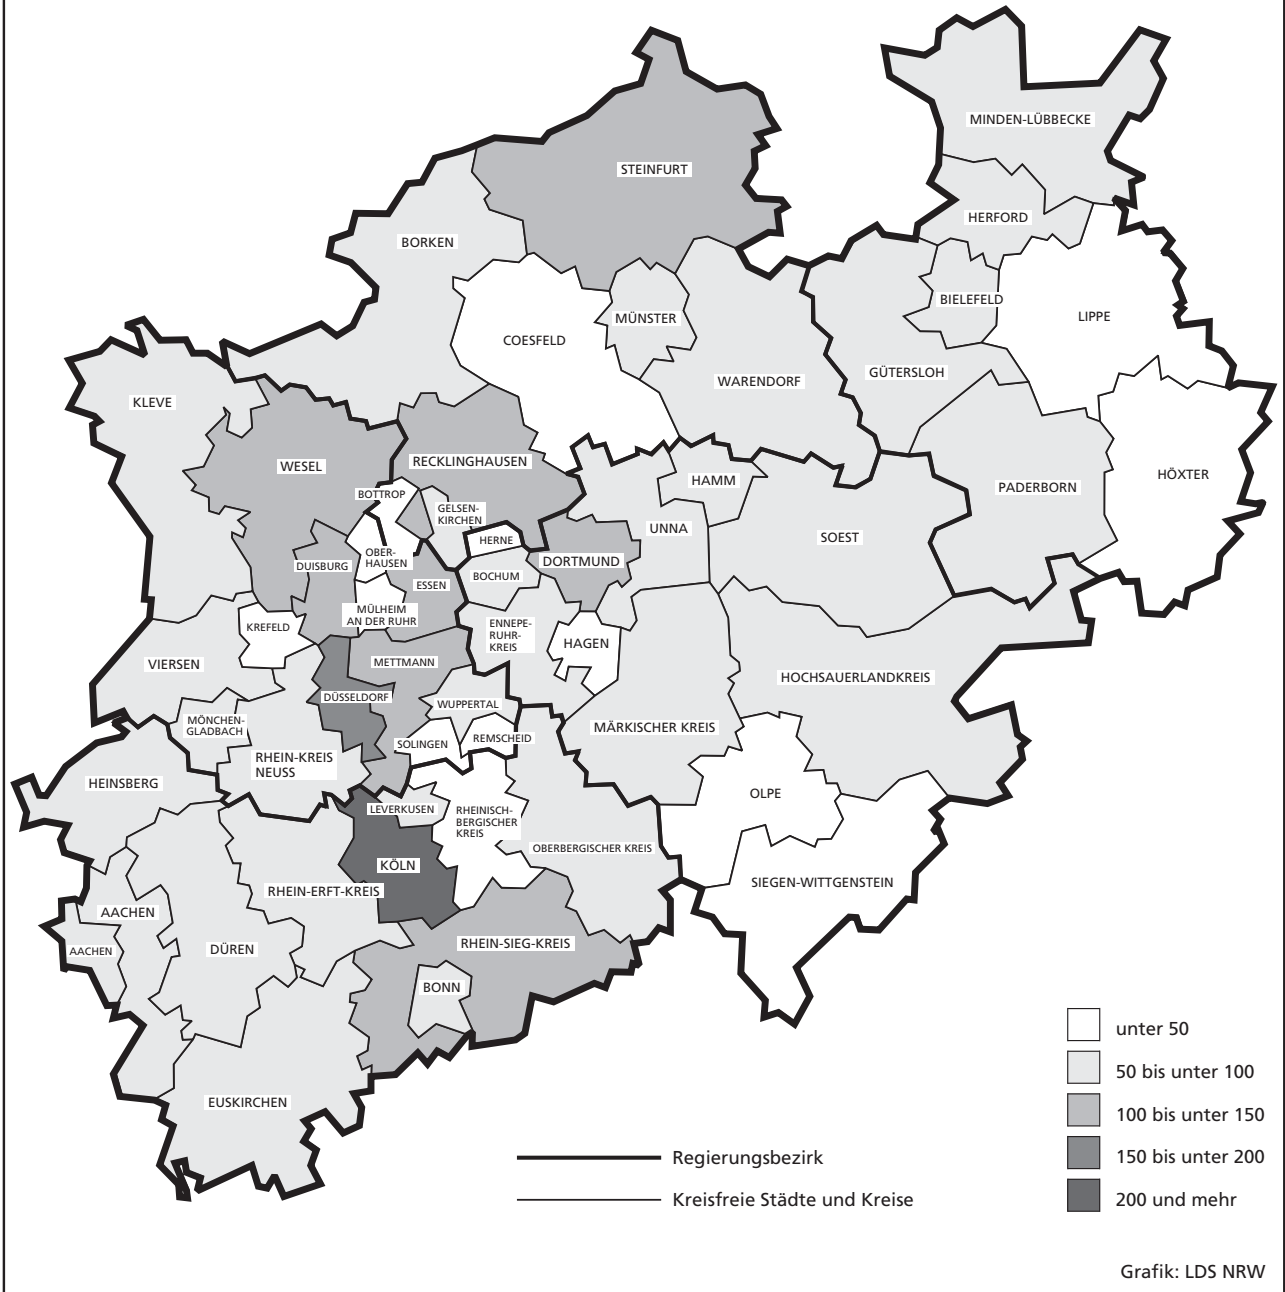 MINDEN-LÜBBECKE
STEINFURT
HERFORD
BORKEN
BIELEFELD
LIPPE
MÜNSTER
COESFELD
GÜTERSLOH
WARENDORF
KLEVE
RECKLINGHAUSEN
WESEL
HÖXTER
HAMM
PADERBORN
BOTTROP
GELSEN-
KIRCHEN
UNNA
SOEST
HERNE
OBER-
HAUSEN
DORTMUND
DUISBURG
BOCHUM
ESSEN
MÜLHEIM
AN DER RUHR
KREFELD
ENNEPE-
RUHR-
KREIS
HAGEN
VIERSEN
METTMANN
HOCHSAUERLANDKREIS
DÜSSELDORF
WUPPERTAL
MÖNCHEN-
GLADBACH
MÄRKISCHER KREIS
REMSCHEID
SOLINGEN
RHEIN-KREIS
NEUSS
HEINSBERG
OLPE
LEVERKUSEN
RHEINISCH-
BERGISCHER
KREIS
OBERBERGISCHER KREIS
KÖLN
SIEGEN-WITTGENSTEIN
RHEIN-ERFT-KREIS
AACHEN
RHEIN-SIEG-KREIS
DÜREN
AACHEN
BONN
EUSKIRCHEN
unter 50
50 bis unter 100
100 bis unter 150
150 bis unter 200
200 und mehr
Regierungsbezirk
Kreisfreie Städte und Kreise
Grafik: LDS NRW